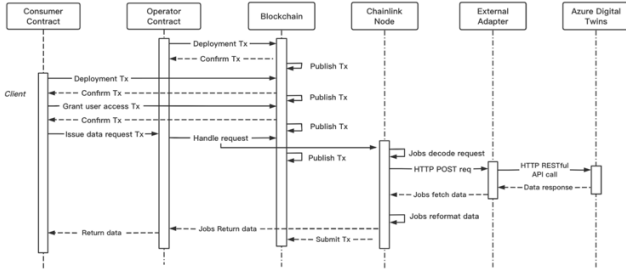 Consumer
Contract
Operator
Contract
Blockchain
Chainlink
Node
External
Adapter
Azure Digital
Twins
Deployment Tx
Confirm Tx
Publish Tx
Deployment Tx
Client
Confirm Tx
Publish Tx
Grant user access Tx
Confirm Tx
Publish Tx
Issue data request Tx
Handle request
Publish Tx
Jobs decode request
HTTP POST req
HTTP RESTful
API call
Data response
Jobs fetch data
Jobs reformat data
Jobs Return data
Return data
Submit Tx